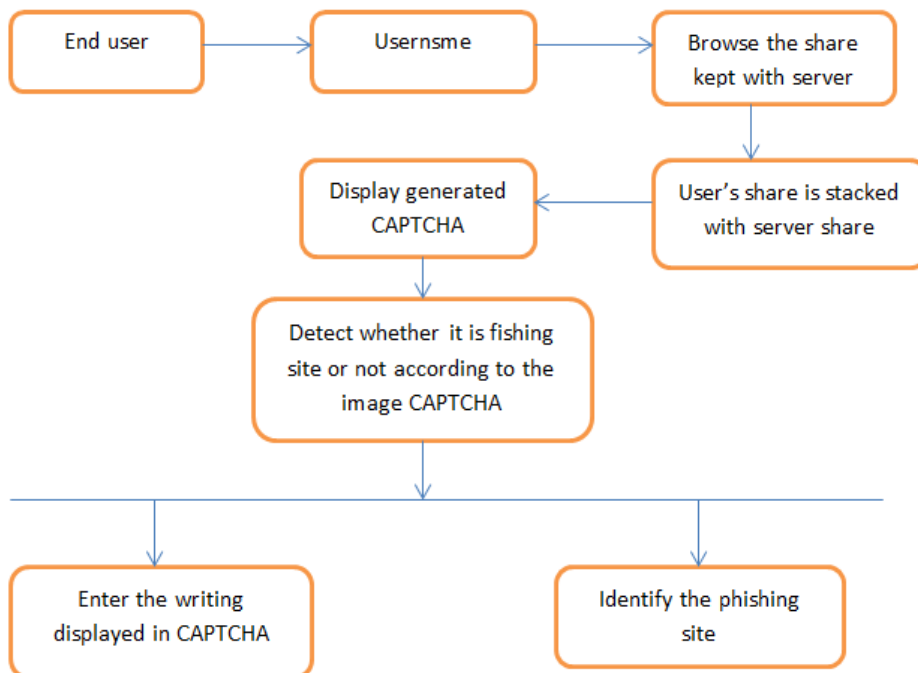 End user
Usernsme
Browse the share
kept with server
User's share is stacked
with server share
Display generated
CAPTCHA
Detect whether it is fishing
site or not according to the
image CAPTCHA
Enter the writing
displayed in CAPTCHA
Identify the phishing
site